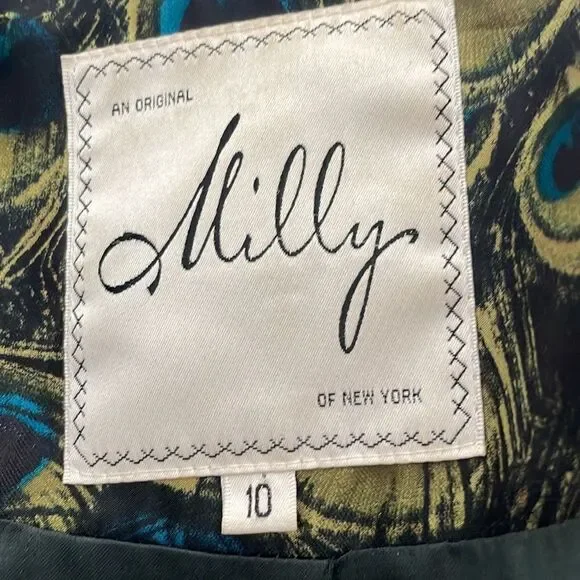 AN ORIGINAL
Milly
OF NEW YORK
10